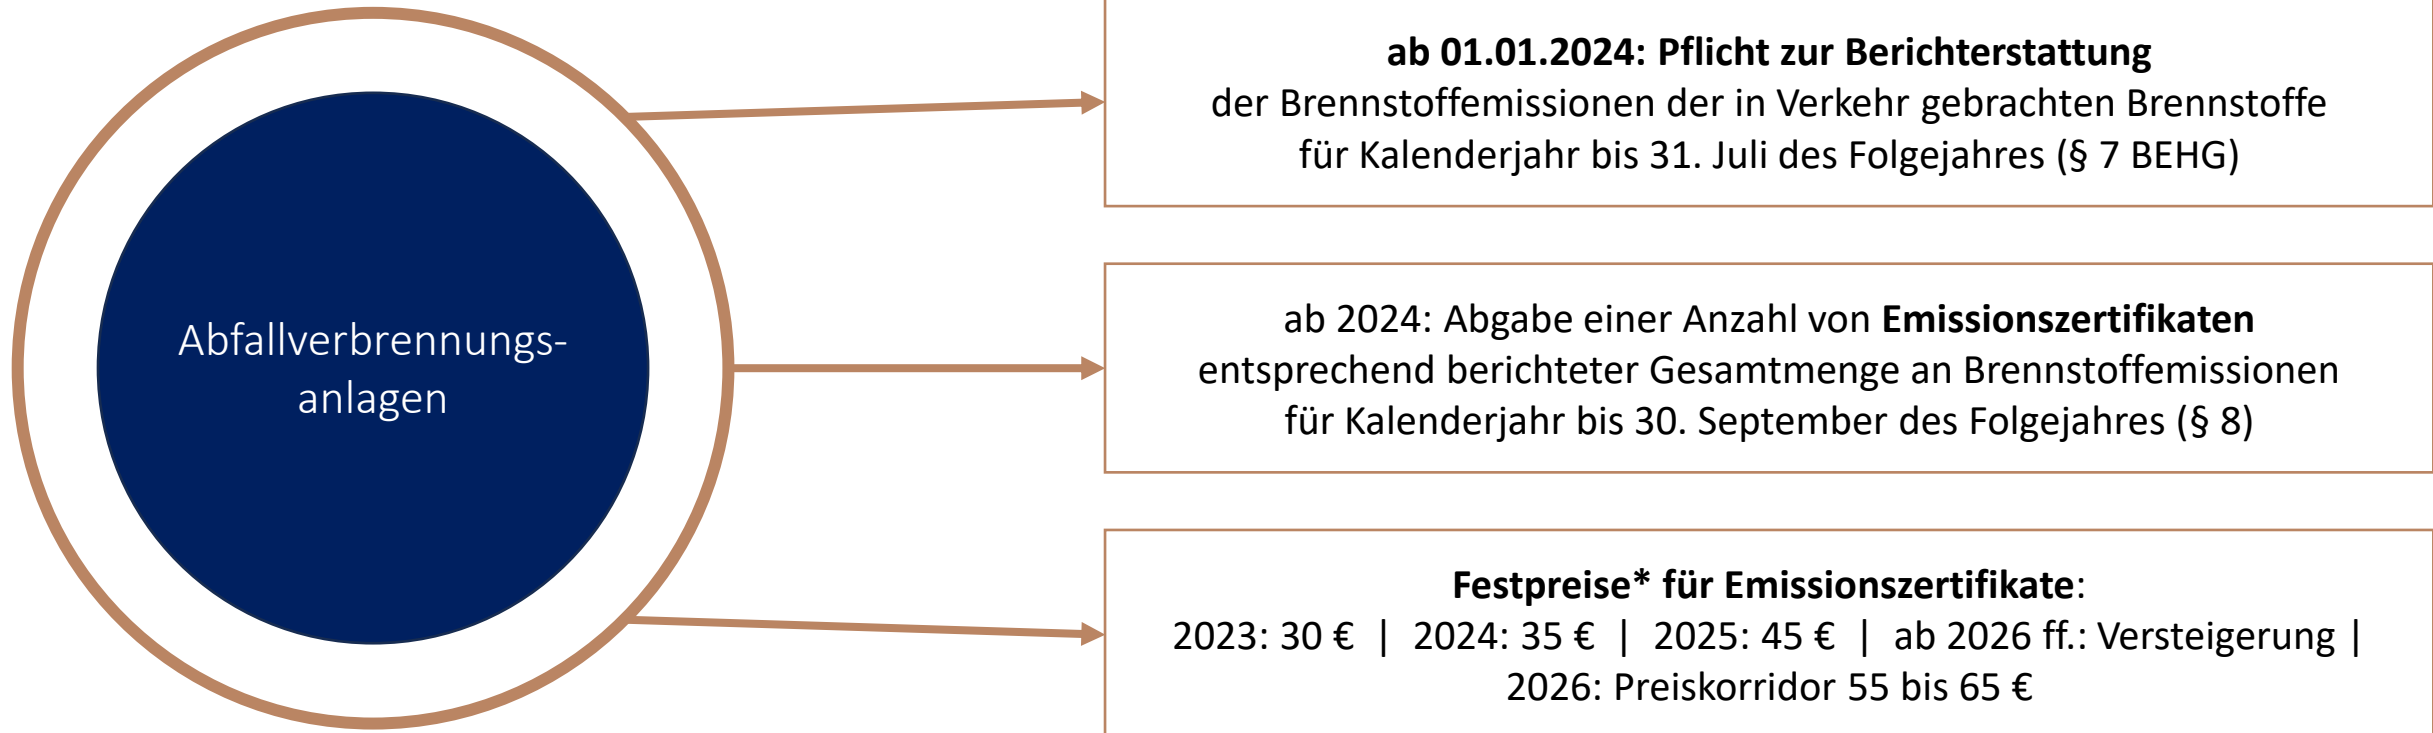 Abfallverbrennungs-
anlagen
ab 01.01.2024: Pflicht zur Berichterstattung
der Brennstoffemissionen der in Verkehr gebrachten Brennstoffe
für Kalenderjahr bis 31. Juli des Folgejahres (§ 7 BEHG)
ab 2024: Abgabe einer Anzahl von Emissionszertifikaten
entsprechend berichteter Gesamtmenge an Brennstoffemissionen
für Kalenderjahr bis 30. September des Folgejahres (§ 8)
Festpreise* für Emissionszertifikate:
2023: 30 € | 2024: 35 € | 2025: 45 € | ab 2026 ff.: Versteigerung |
2026: Preiskorridor 55 bis 65 €